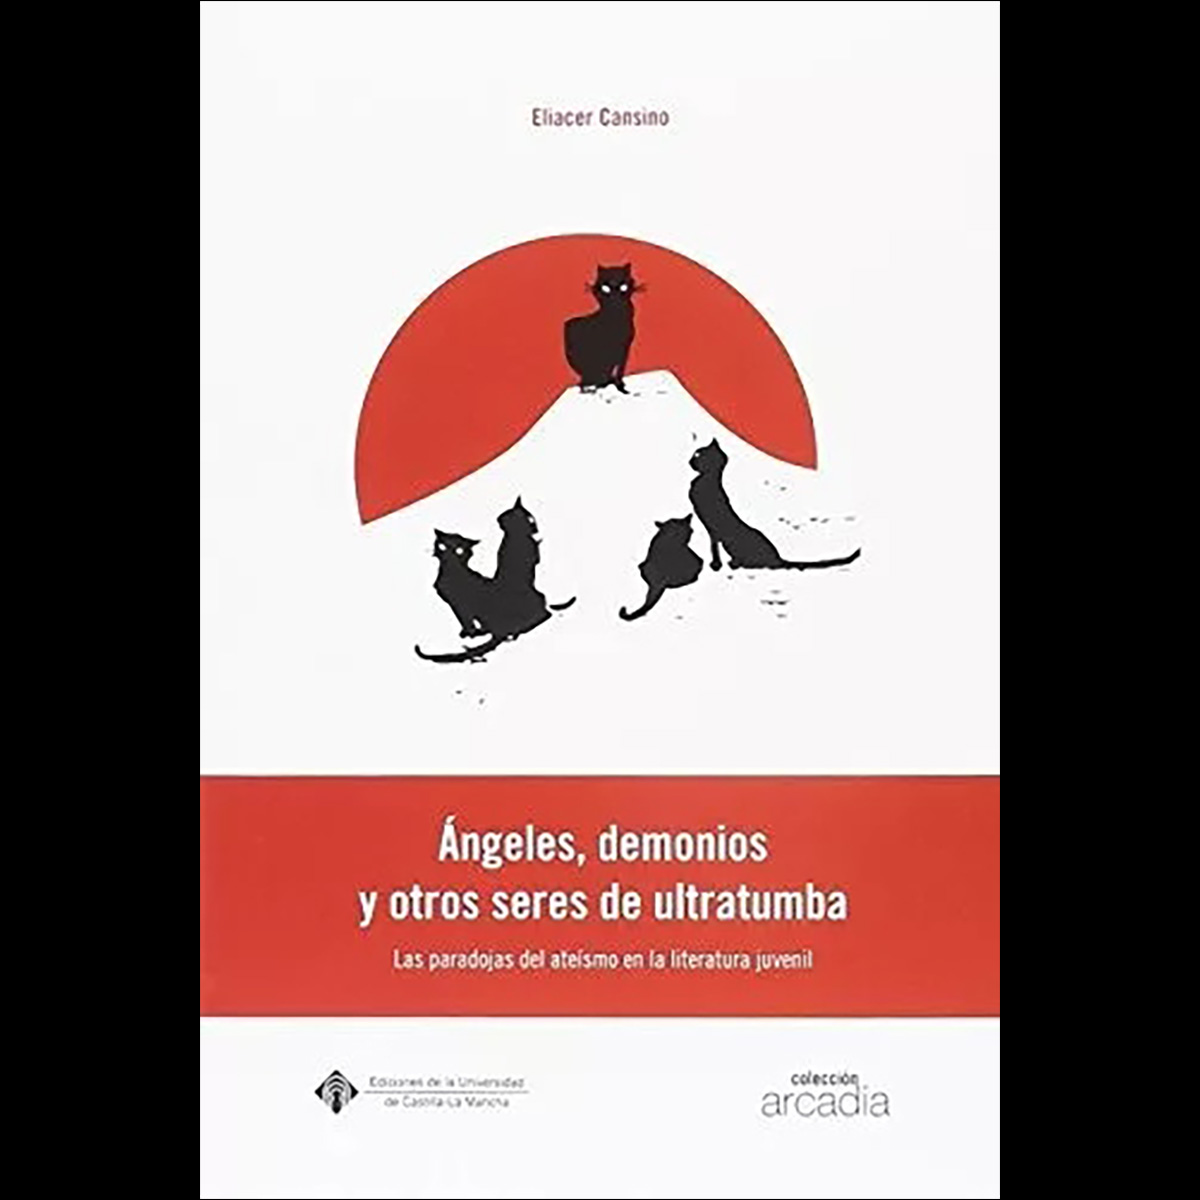 Eliacer Cansino
Ángeles, demonios
y otros seres de ultratumba
Las paradojas del ateísmo en la literatura juvenil
Ediciones de la Universidad
de Castilla-La Mancha
colección
arcadia